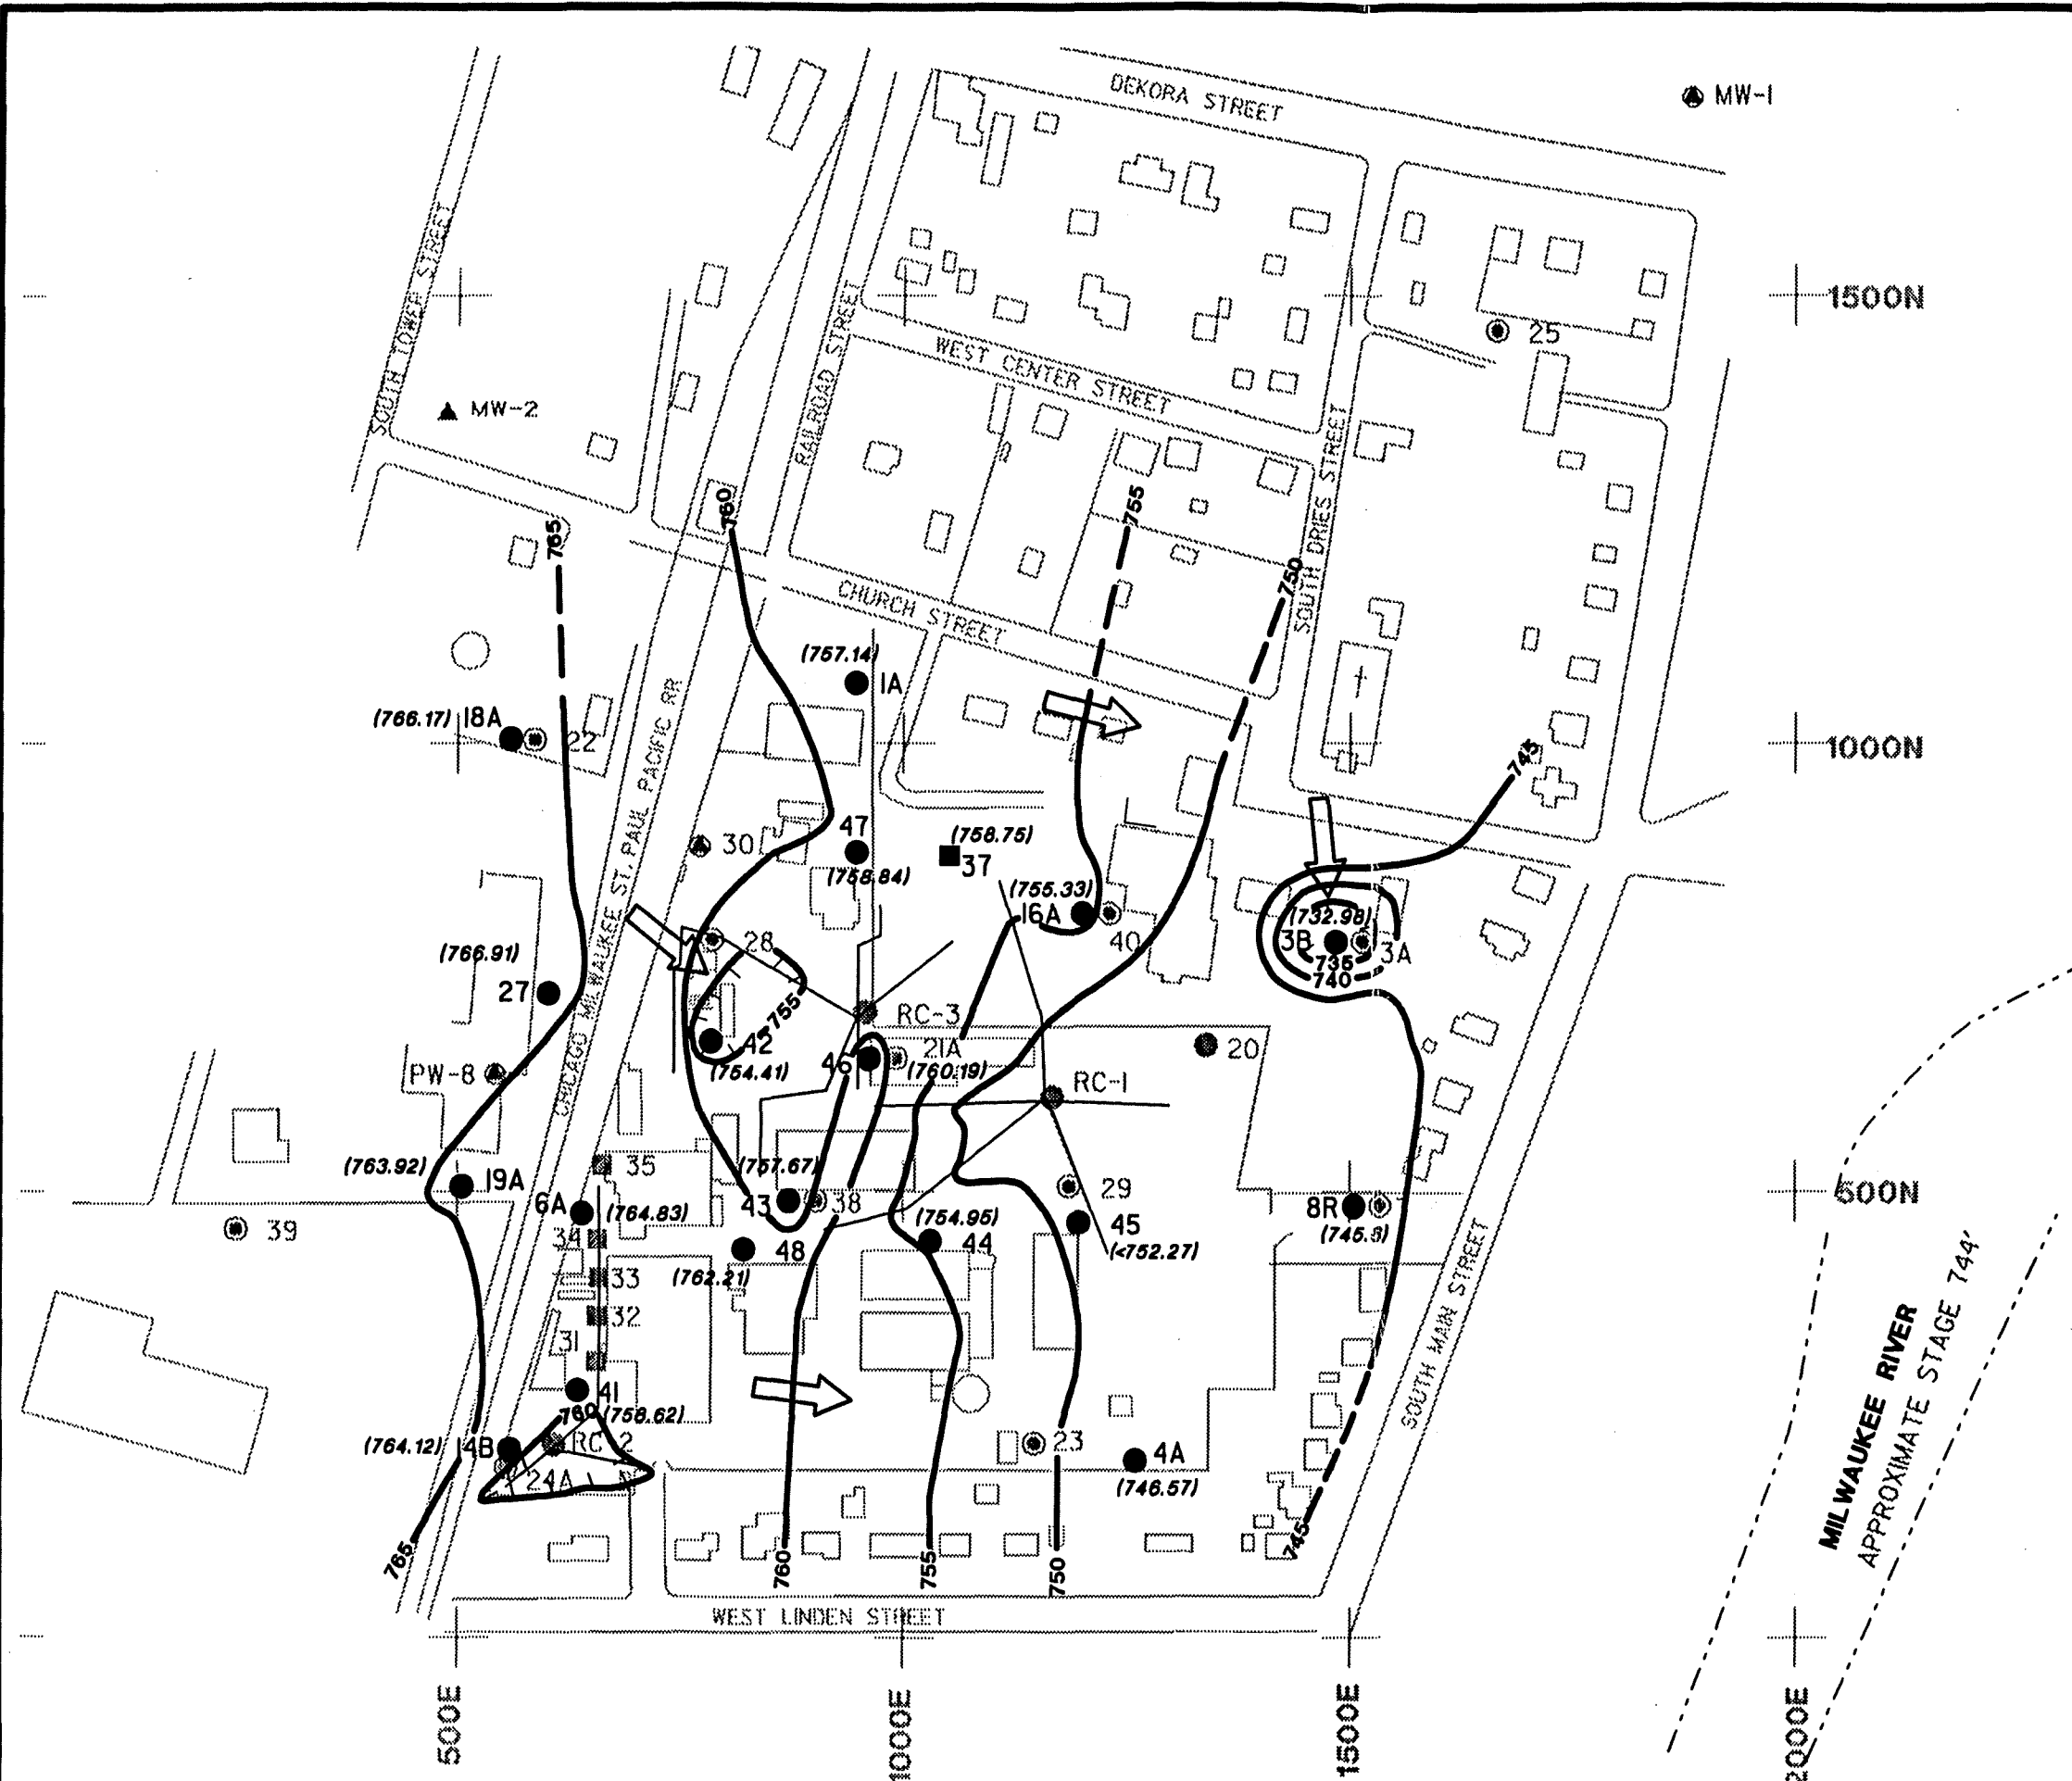 DEKORA STREET
MW-1
1500N
25
SOUTH TOWER STREET
RAILROAD STREET
WEST CENTER STREET
MW-2
SOUTH DRIES STREET
765
760
755
750
CHURCH STREET
(757.14)
1A
(766.17) 18A
22
1000N
745
CHICAGO MILWAUKEE ST. PAUL PACIFIC RR
30
47
(758.84)
(758.75)
37
(755.33)
16A
40
(732.98)
3B
3A
735
740
(766.91)
27
28
755
RC-3
42
(754.41)
46
21A
(760.19)
20
PW-8
RC-1
(763.92)
19A
35
(757.67)
43
38
29
500N
6A
(764.83)
39
34
48
(762.21)
(754.95)
44
45
(<752.27)
8R
(745.8)
33
32
31
41
760
(758.62)
(764.12) 14B
RC-2
24A
23
4A
(746.57)
SOUTH MAIN STREET
MILWAUKEE RIVER
APPROXIMATE STAGE 744'
765
760
755
750
745
WEST LINDEN STREET
500E
1000E
1500E
2000E